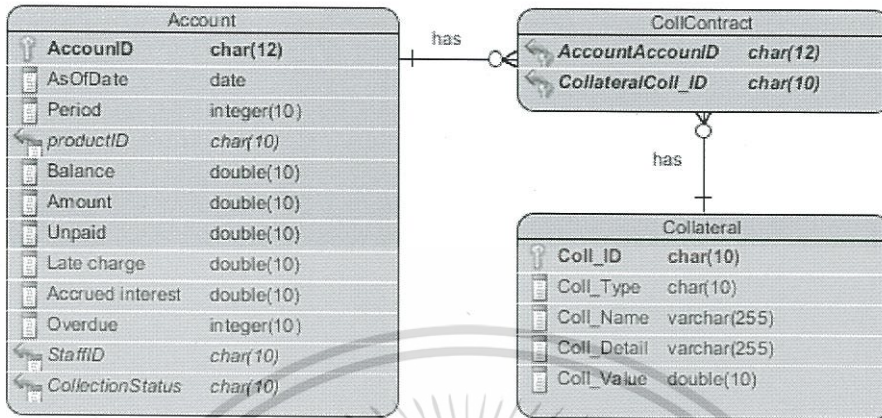 Account
AccounID char(12)
AsOfDate date
Period integer(10)
productID char(10)
Balance double(10)
Amount double(10)
Unpaid double(10)
Late charge double(10)
Accrued interest double(10)
Overdue integer(10)
StaffID char(10)
CollectionStatus char(10)
has
CollContract
AccountAccounID char(12)
CollateralColl_ID char(10)
has
Collateral
Coll_ID char(10)
Coll_Type char(10)
Coll_Name varchar(255)
Coll_Detail varchar(255)
Coll_Value double(10)